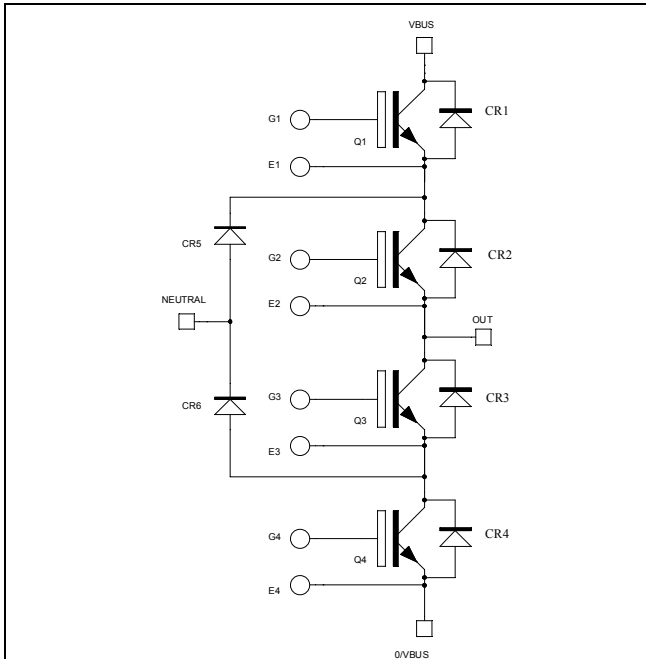 VBUS
CR1
G1
Q1
E1
CR5
CR2
G2
Q2
NEUTRAL
E2
OUT
CR6
CR3
G3
Q3
E3
CR4
G4
Q4
E4
0/VBUS